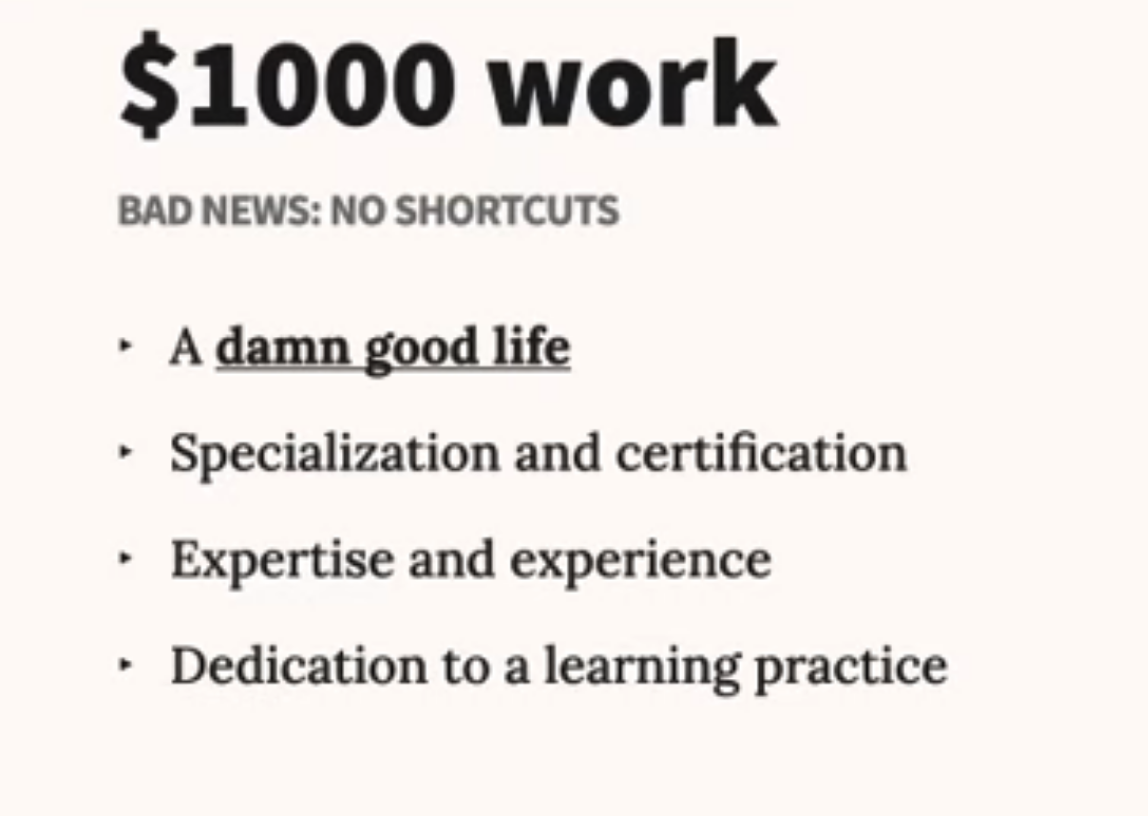 $1000 work
BAD NEWS: NO SHORTCUTS
‣ A damn good life
‣ Specialization and certification
‣ Expertise and experience
‣ Dedication to a learning practice